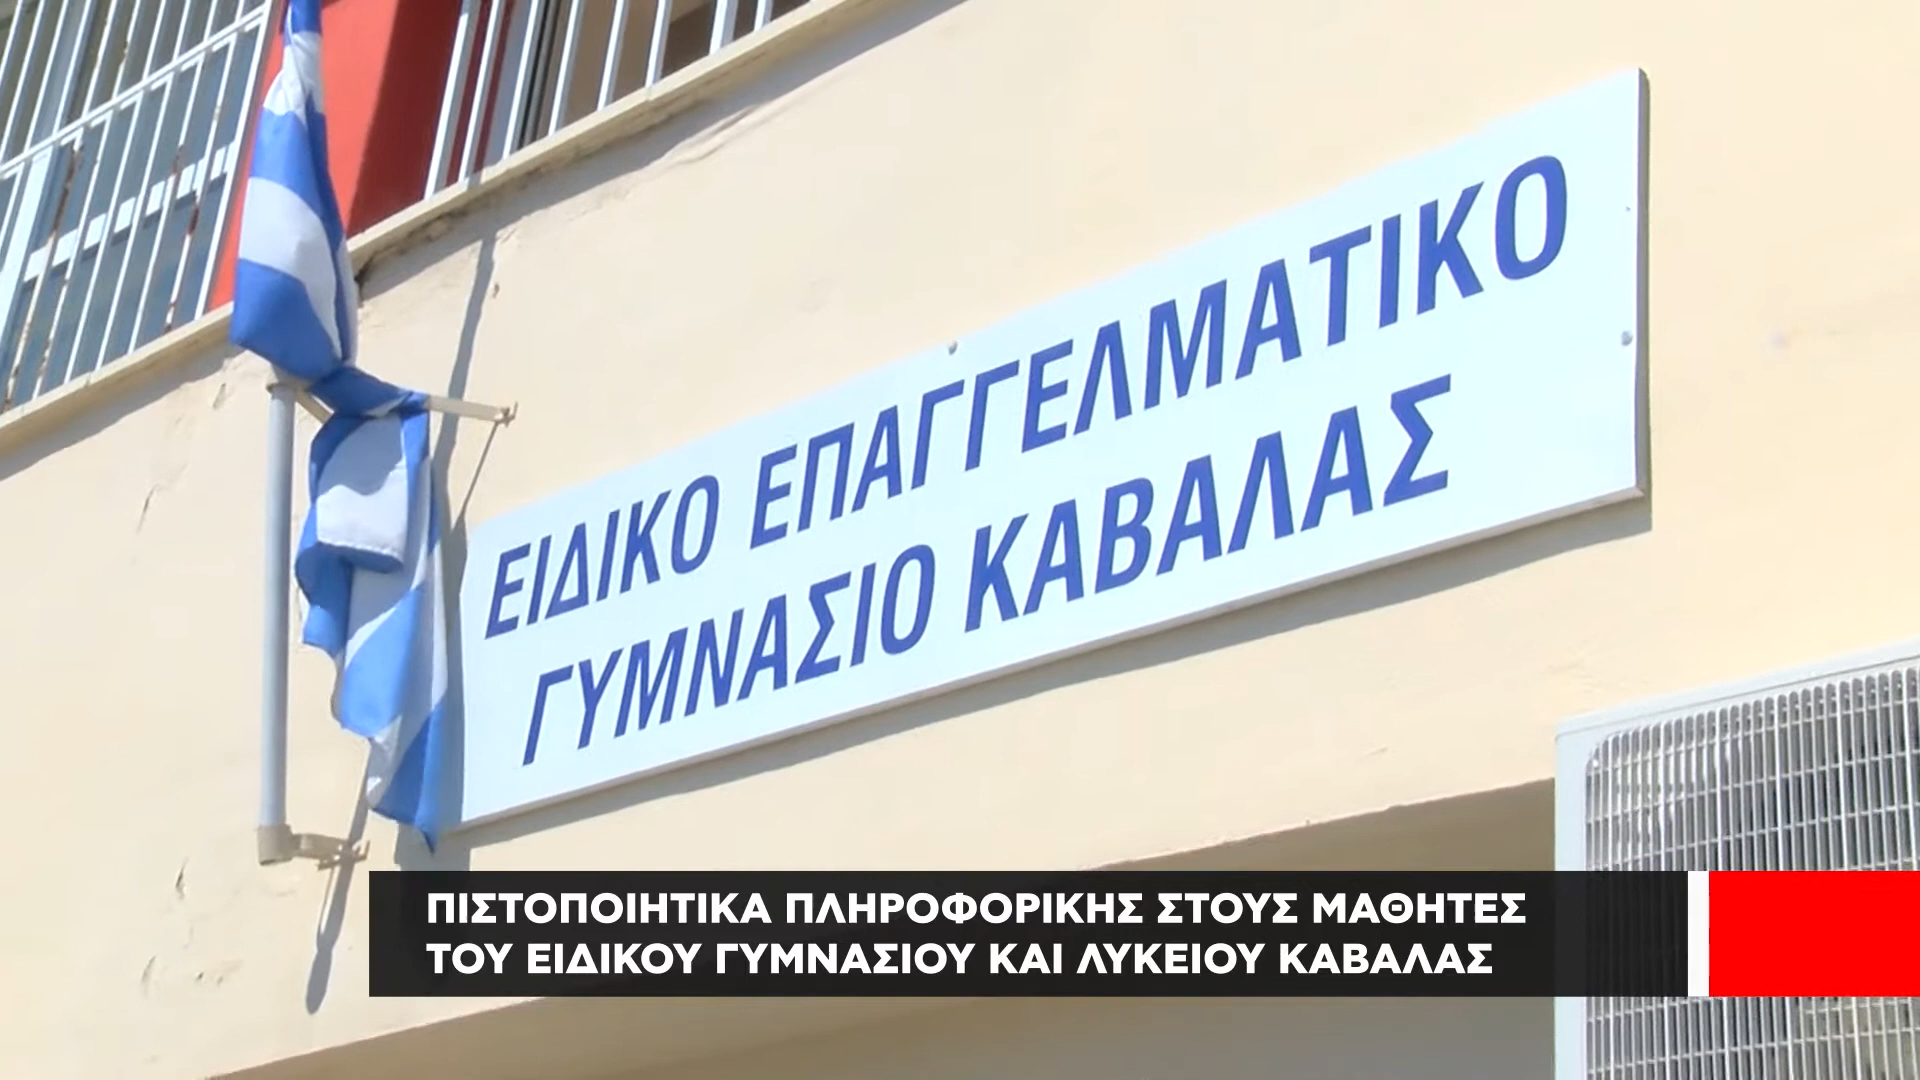 ΕΙΔΙΚΟ ΕΠΑΓΓΕΛΜΑΤΙΚΟ
ΓΥΜΝΑΣΙΟ ΚΑΒΑΛΑΣ
ΠΙΣΤΟΠΟΙΗΤΙΚΑ ΠΛΗΡΟΦΟΡΙΚΗΣ ΣΤΟΥΣ ΜΑΘΗΤΕΣ
ΤΟΥ ΕΙΔΙΚΟΥ ΓΥΜΝΑΣΙΟΥ ΚΑΙ ΛΥΚΕΙΟΥ ΚΑΒΑΛΑΣ